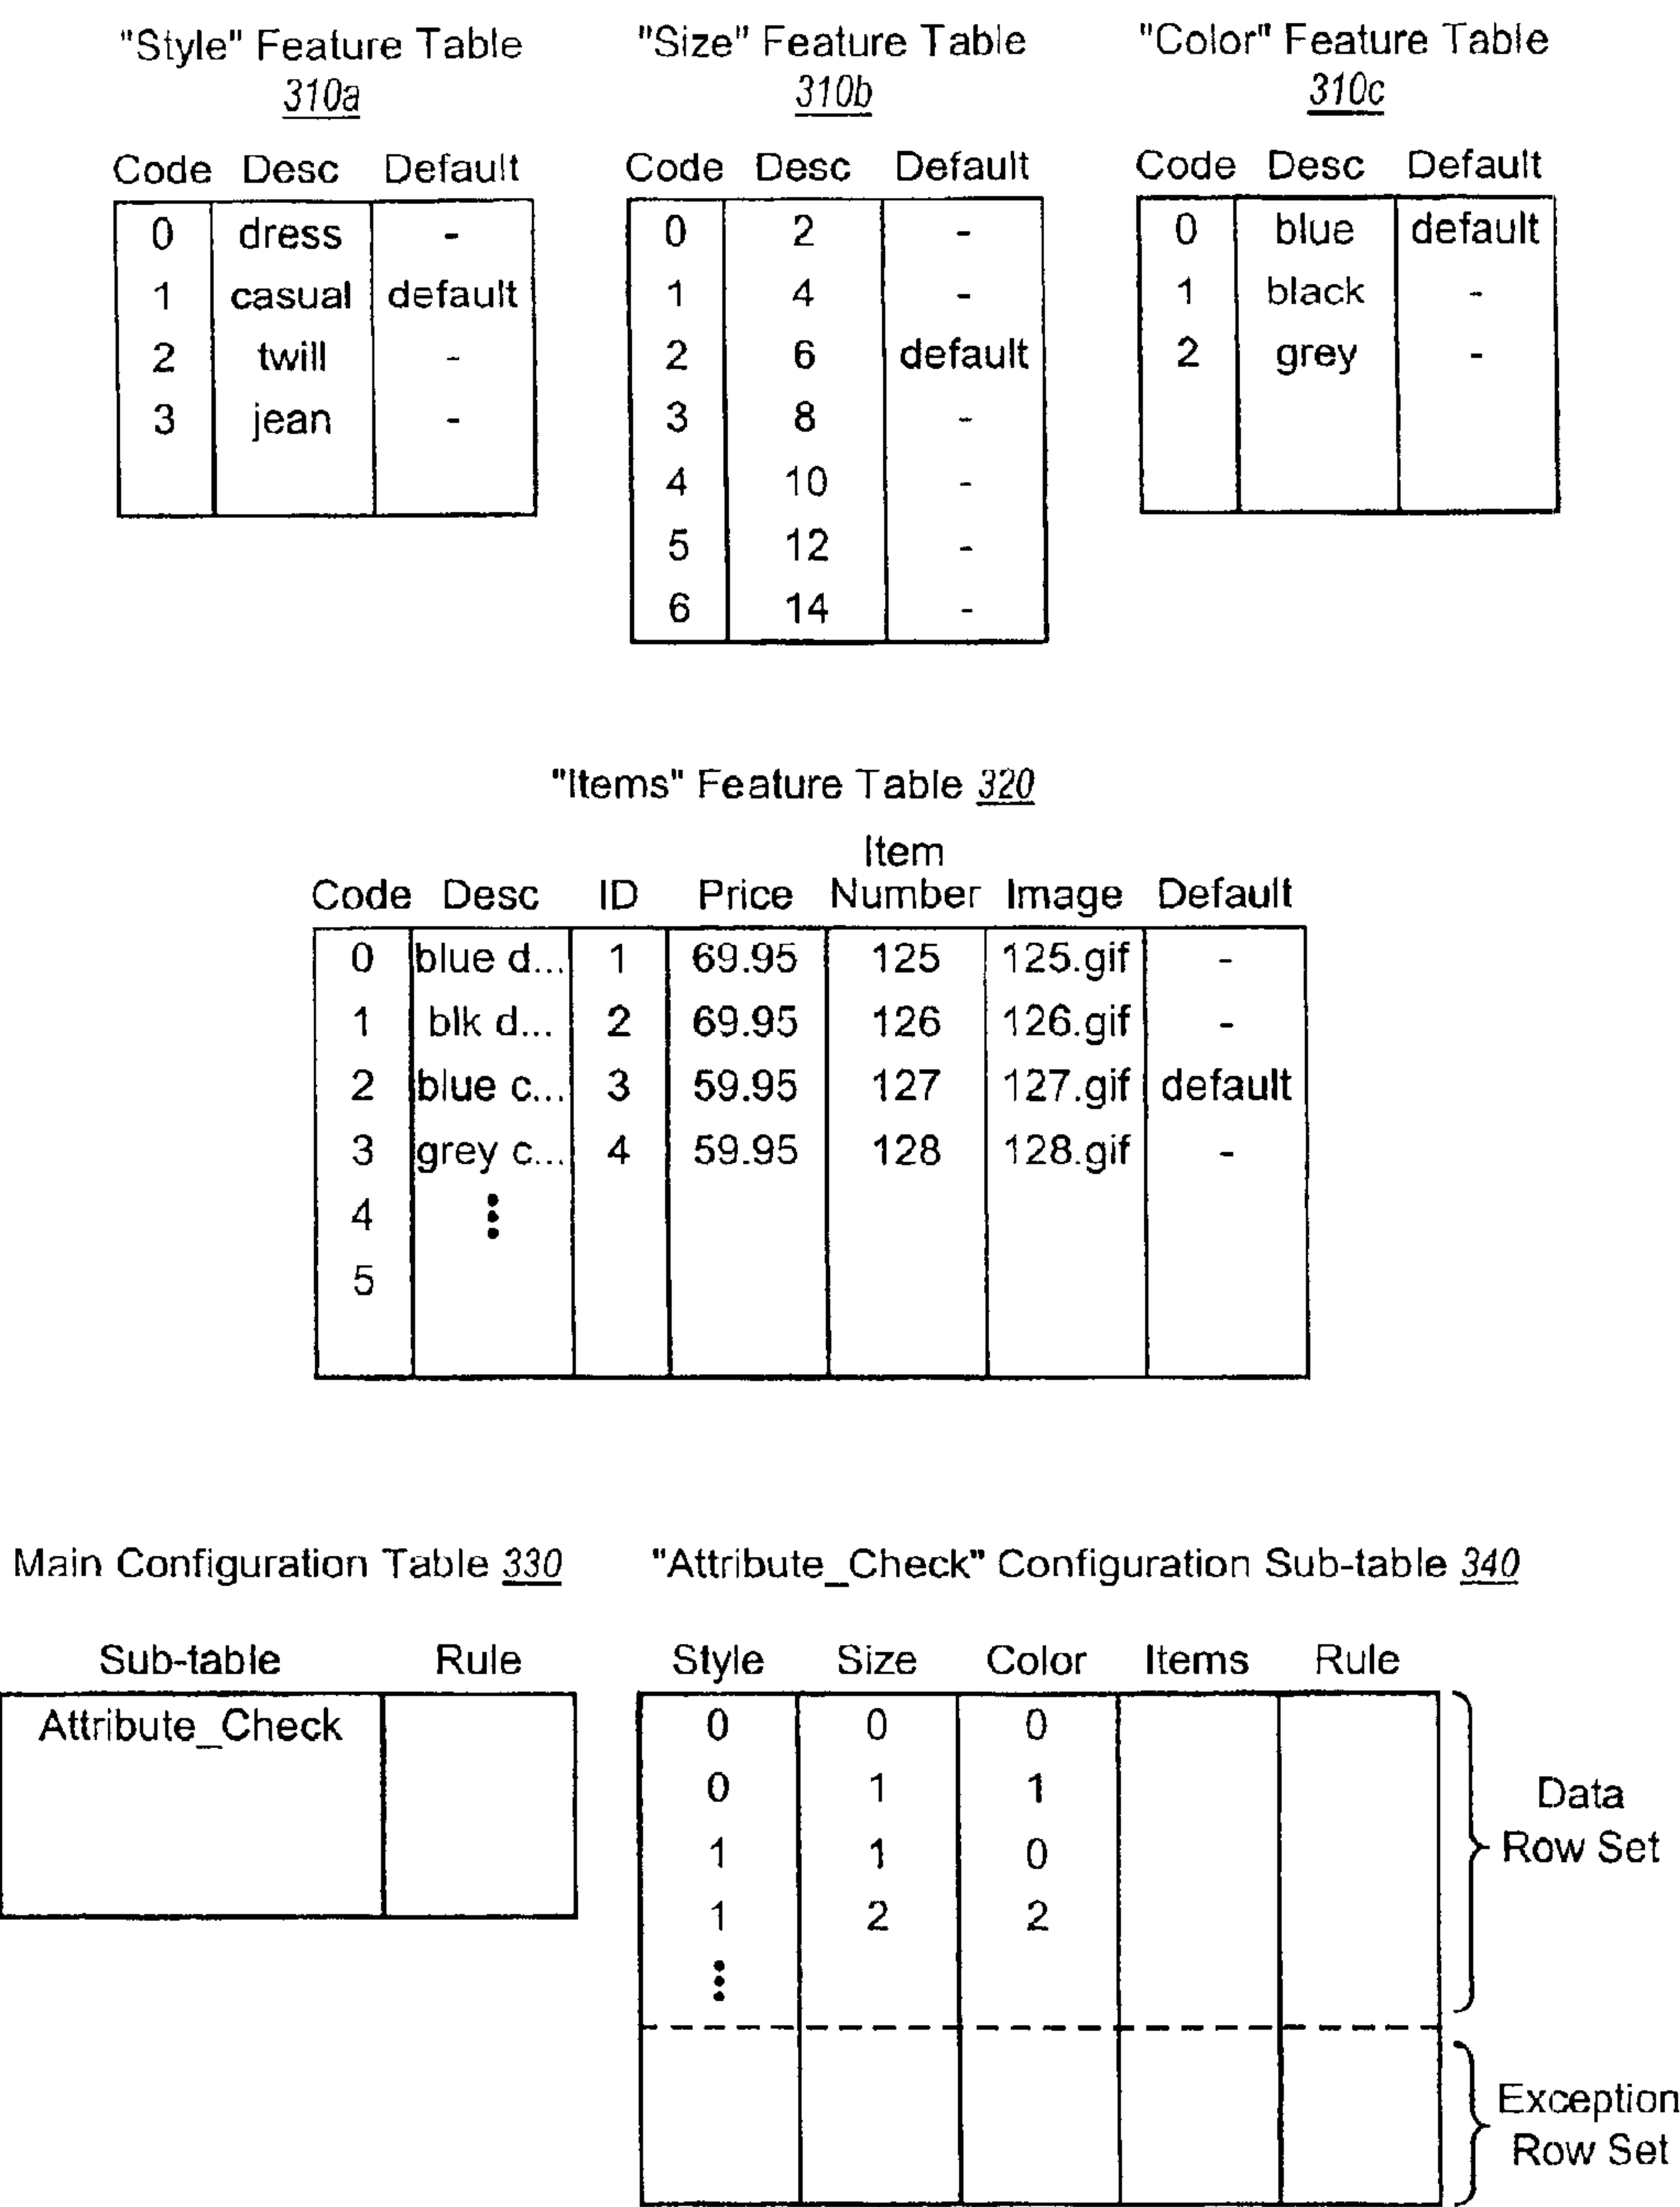 "Style" Feature Table
310a
Code Desc Default
0 dress -
1 casual default
2 twill -
3 jean -
"Size" Feature Table
310b
Code Desc Default
0 2 -
1 4 -
2 6 default
3 8 -
4 10 -
5 12 -
6 14 -
"Color" Feature Table
310c
Code Desc Default
0 blue default
1 black -
2 grey -
"Items" Feature Table 320
Item
Code Desc ID Price Number Image Default
0 blue d... 1 69.95 125 125.gif -
1 blk d... 2 69.95 126 126.gif -
2 blue c... 3 59.95 127 127.gif default
3 grey c... 4 59.95 128 128.gif -
4
5
Main Configuration Table 330
Sub-table Rule
Attribute_Check
"Attribute_Check" Configuration Sub-table 340
Style Size Color Items Rule
0 0 0
0 1 1
1 1 0
1 2 2
Data
Row Set
Exception
Row Set